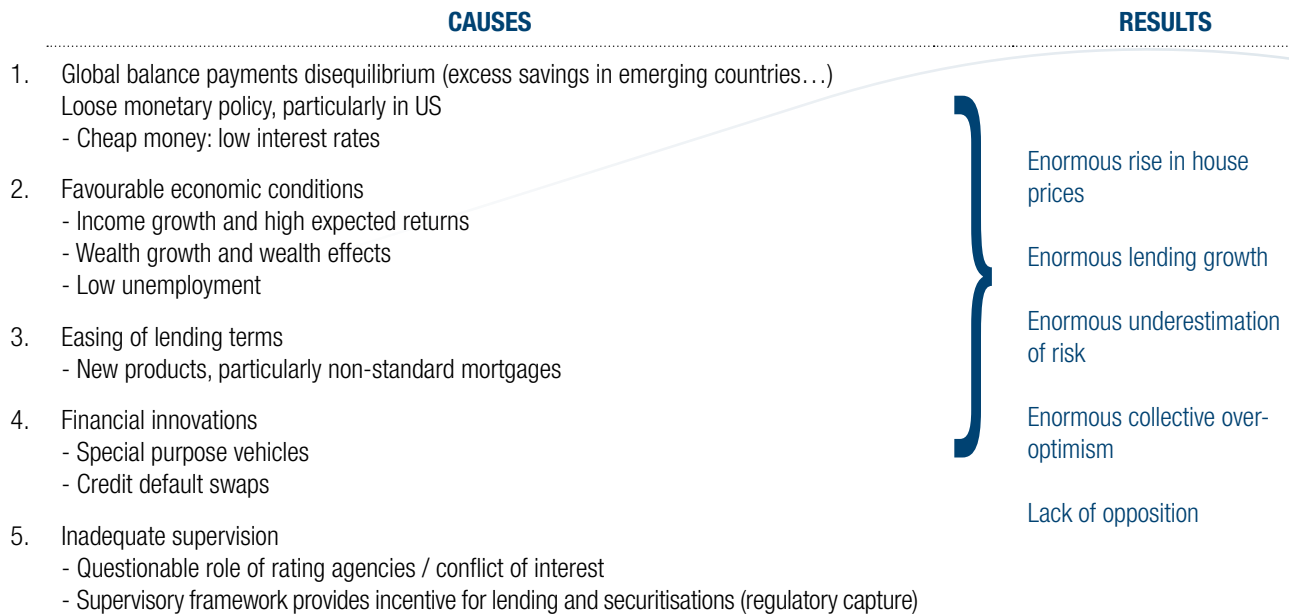 CAUSES
RESULTS
1. Global balance payments disequilibrium (excess savings in emerging countries…)
Loose monetary policy, particularly in US
- Cheap money: low interest rates
2. Favourable economic conditions
- Income growth and high expected returns
- Wealth growth and wealth effects
- Low unemployment
3. Easing of lending terms
- New products, particularly non-standard mortgages
4. Financial innovations
- Special purpose vehicles
- Credit default swaps
5. Inadequate supervision
- Questionable role of rating agencies / conflict of interest
- Supervisory framework provides incentive for lending and securitisations (regulatory capture)
Enormous rise in house
prices
Enormous lending growth
Enormous underestimation
of risk
Enormous collective over-
optimism
Lack of opposition